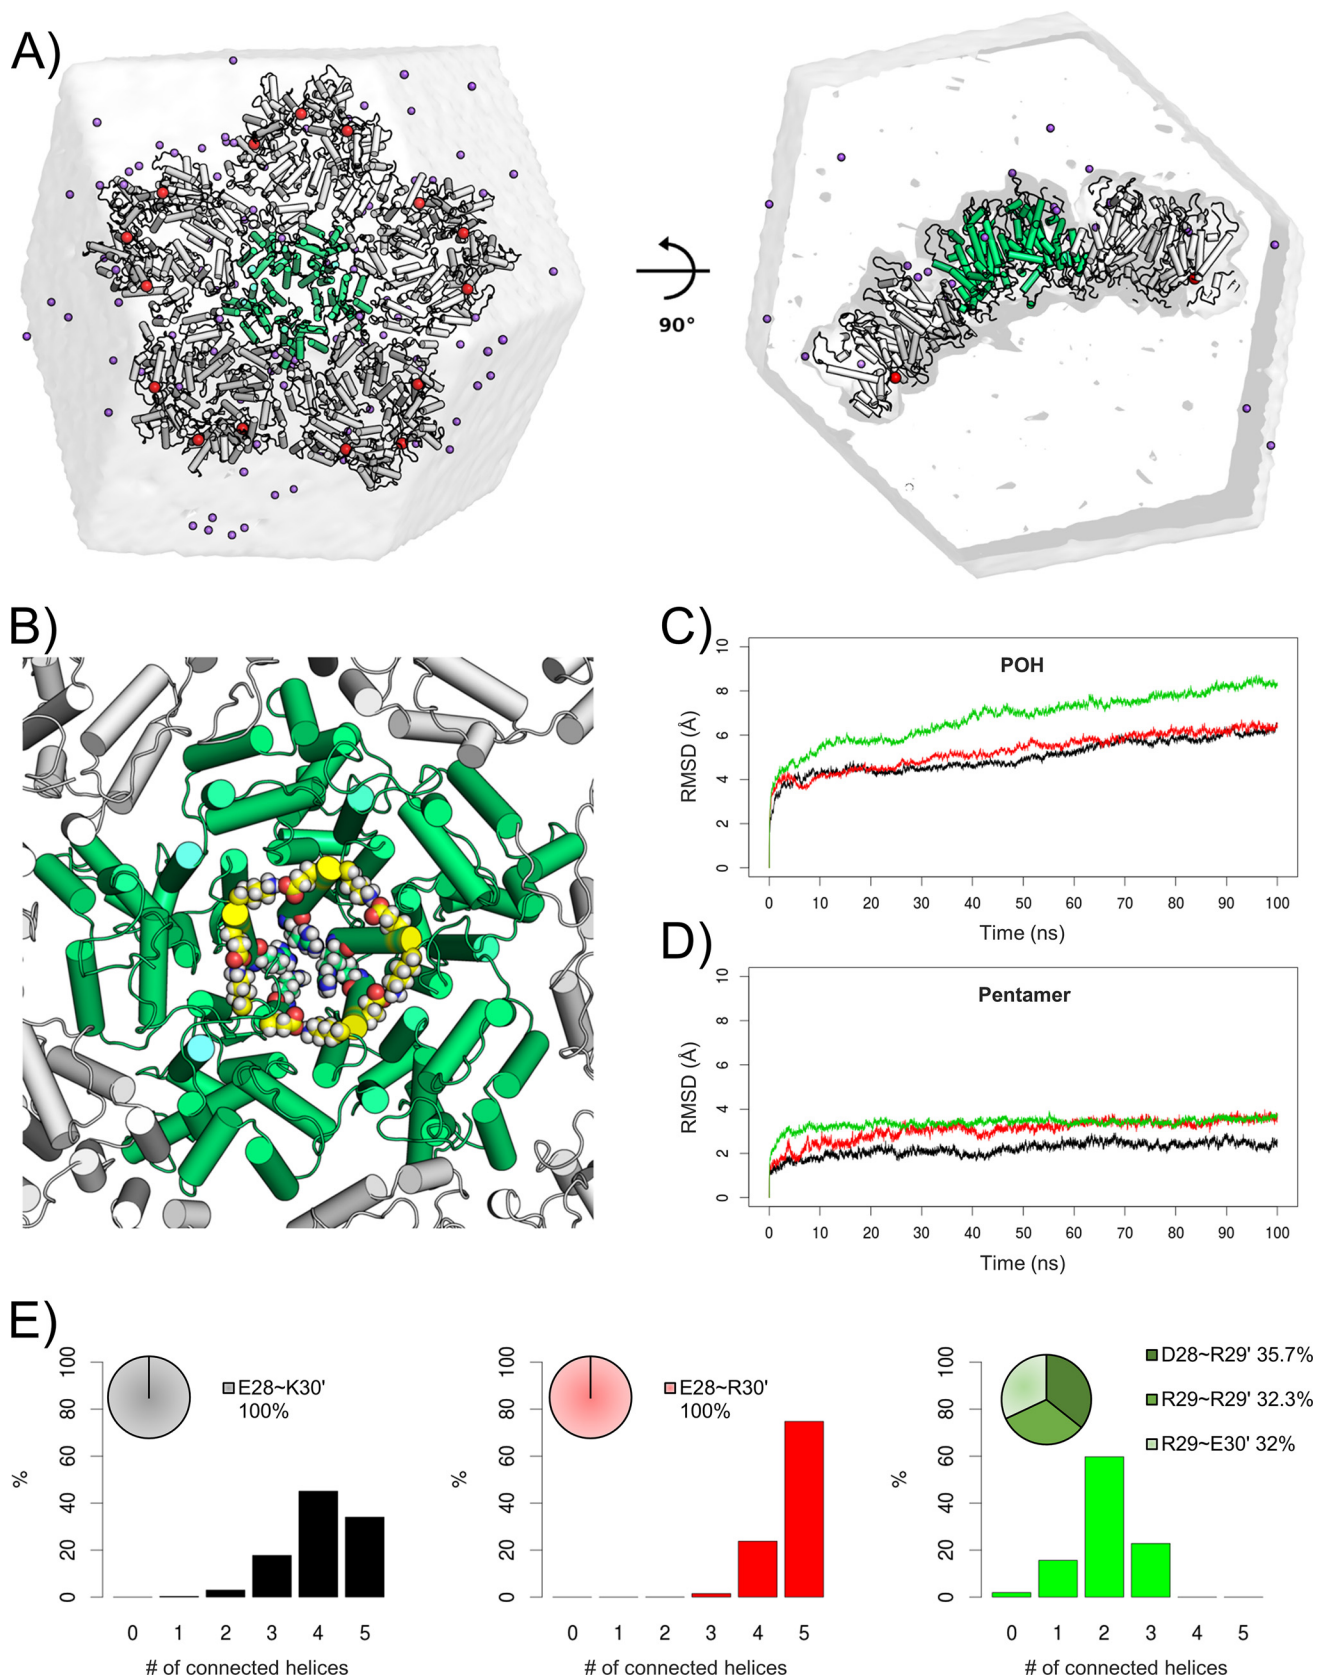 A)
90°
B)
C)
POH
RMSD (Å)
0 2 4 6 8 10
0 10 20 30 40 50 60 70 80 90 100
Time (ns)
D)
Pentamer
RMSD (Å)
0 2 4 6 8 10
0 10 20 30 40 50 60 70 80 90 100
Time (ns)
E)
%
0 20 40 60 80 100
E28~K30'
100%
0 1 2 3 4 5
# of connected helices
%
0 20 40 60 80 100
E28~R30'
100%
0 1 2 3 4 5
# of connected helices
%
0 20 40 60 80 100
D28~R29' 35.7%
R29~R29' 32.3%
R29~E30' 32%
0 1 2 3 4 5
# of connected helices